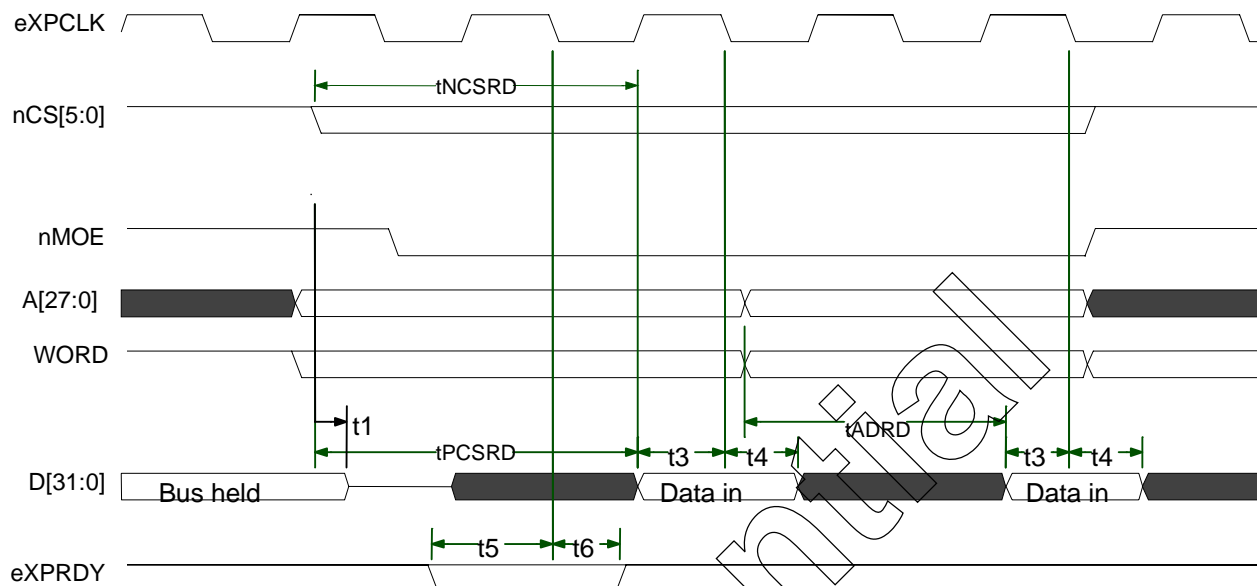 eXPCLK
tNCSRD
nCS[5:0]
nMOE
A[27:0]
WORD
t1
tADRD
tPCSRD
t3
t4
t3
t4
D[31:0]
Bus held
Data in
Data in
t5
t6
eXPRDY
ntial